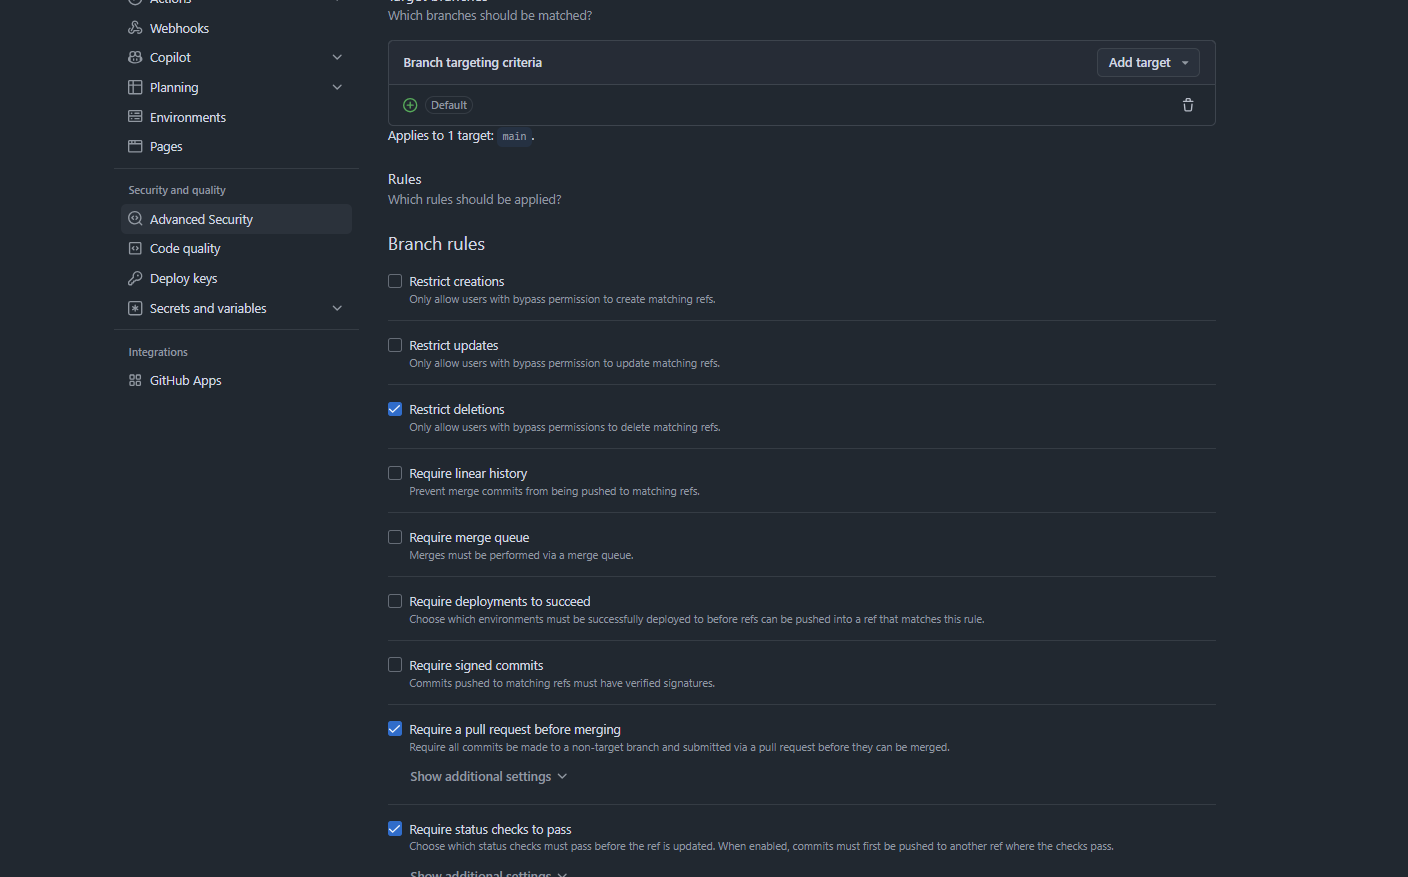 Actions
Webhooks
Copilot
Planning
Environments
Pages
Security and quality
Advanced Security
Code quality
Deploy keys
Secrets and variables
Integrations
GitHub Apps
Target branches
Which branches should be matched?
Branch targeting criteria
Add target
Default
Applies to 1 target: main .
Rules
Which rules should be applied?
Branch rules
Restrict creations
Only allow users with bypass permission to create matching refs.
Restrict updates
Only allow users with bypass permission to update matching refs.
Restrict deletions
Only allow users with bypass permissions to delete matching refs.
Require linear history
Prevent merge commits from being pushed to matching refs.
Require merge queue
Merges must be performed via a merge queue.
Require deployments to succeed
Choose which environments must be successfully deployed to before refs can be pushed into a ref that matches this rule.
Require signed commits
Commits pushed to matching refs must have verified signatures.
Require a pull request before merging
Require all commits be made to a non-target branch and submitted via a pull request before they can be merged.
Show additional settings
Require status checks to pass
Choose which status checks must pass before the ref is updated. When enabled, commits must first be pushed to another ref where the checks pass.
Show additional settings